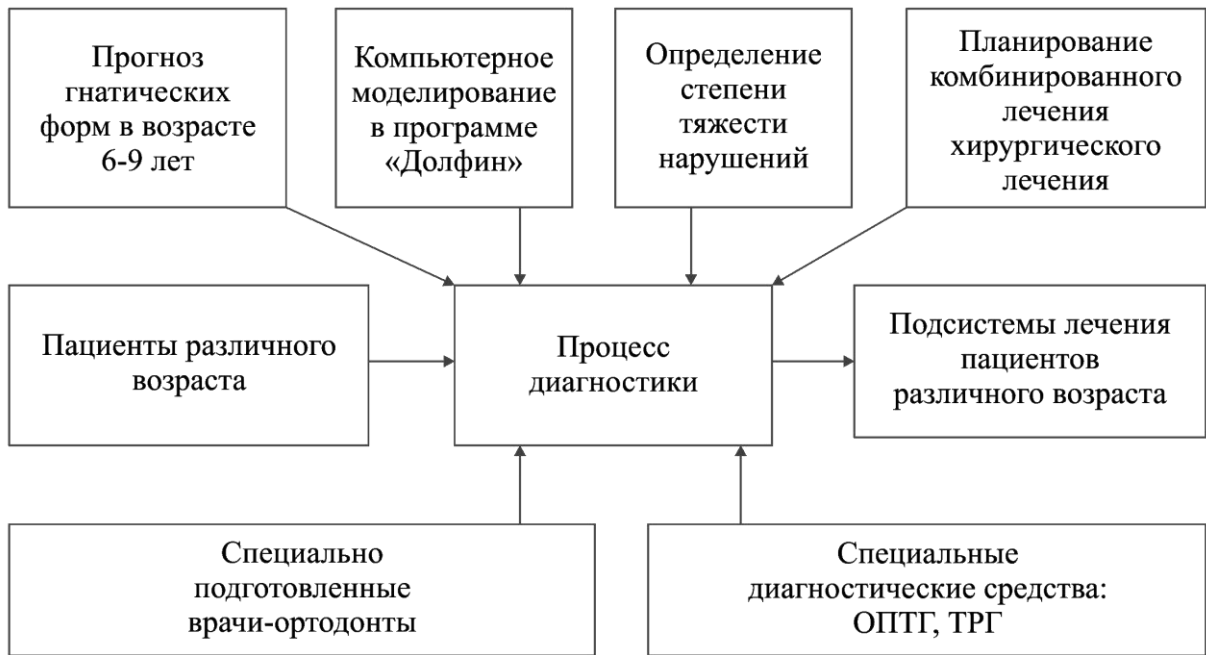 Прогноз
гнатических
форм в возрасте
6-9 лет
Компьютерное
моделирование
в программе
«Долфин»
Определение
степени
тяжести
нарушений
Планирование
комбинированного
лечения
хирургического
лечения
Пациенты различного
возраста
Процесс
диагностики
Подсистемы лечения
пациентов
различного возраста
Специально
подготовленные
врачи-ортодонты
Специальные
диагностические средства:
ОПТГ, ТРГ